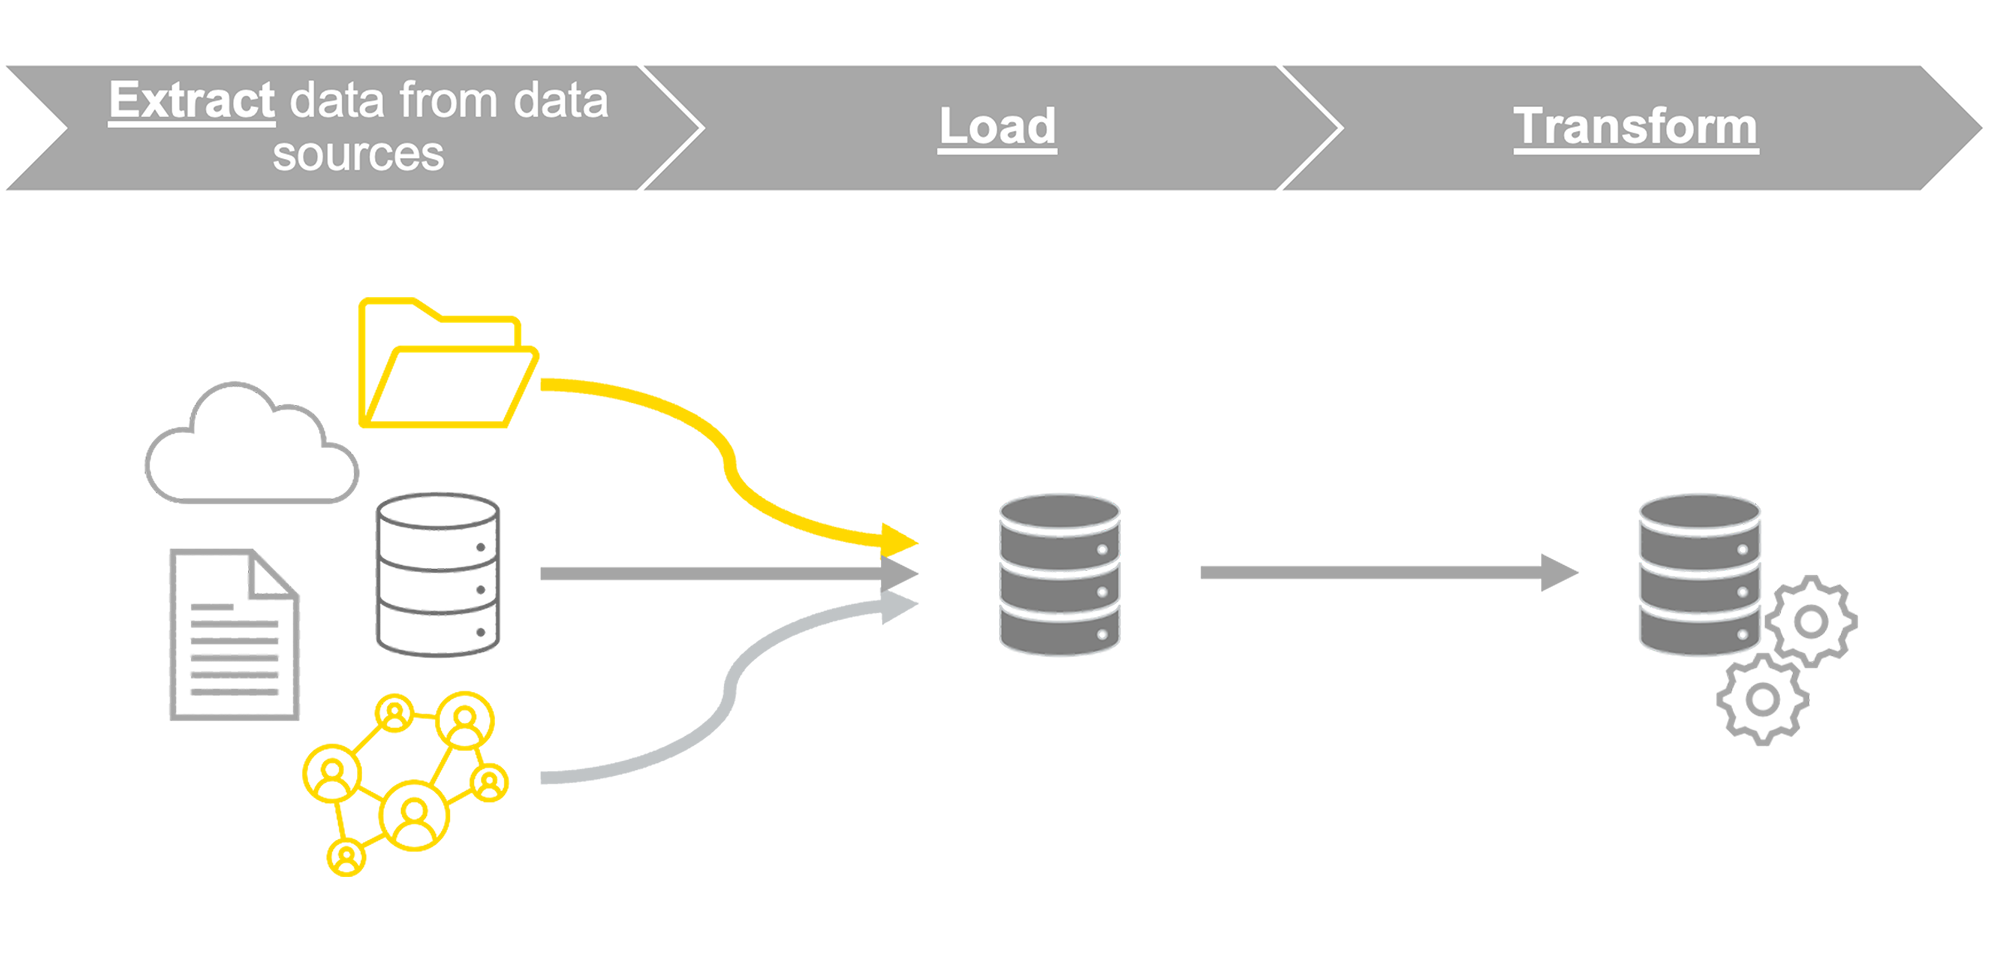 Extract data from data
sources
Load
Transform